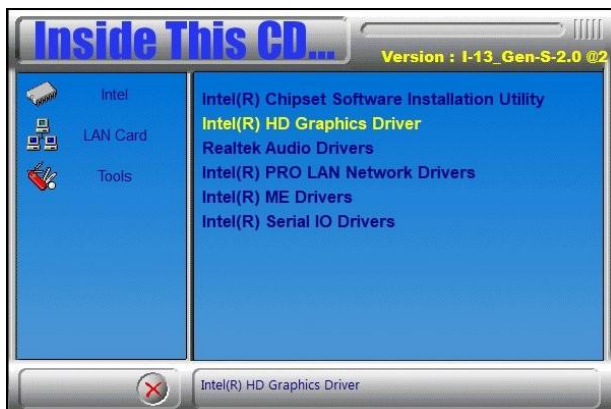 Inside This CD...
Version : I-13_Gen-S-2.0 @2
Intel
LAN Card
Tools
Intel(R) Chipset Software Installation Utility
Intel(R) HD Graphics Driver
Realtek Audio Drivers
Intel(R) PRO LAN Network Drivers
Intel(R) ME Drivers
Intel(R) Serial IO Drivers
Intel(R) HD Graphics Driver